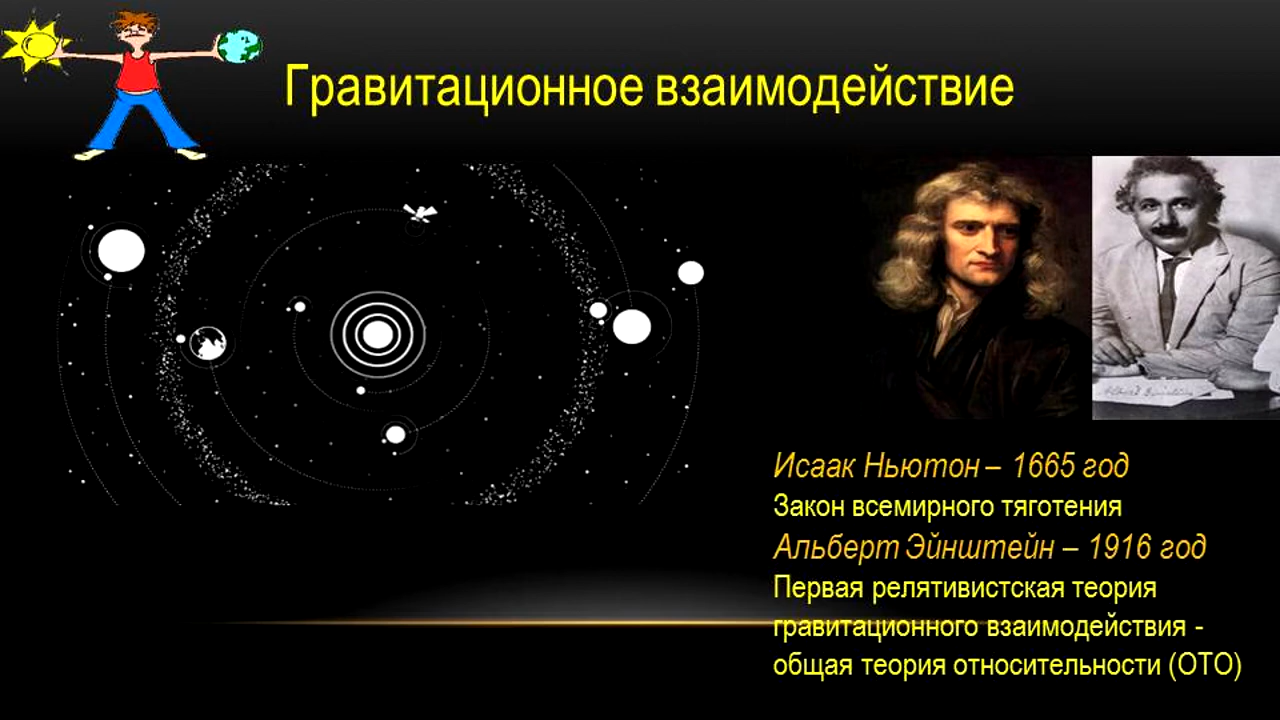 Гравитационное взаимодействие
Исаак Ньютон – 1665 год
Закон всемирного тяготения
Альберт Эйнштейн – 1916 год
Первая релятивистская теория
гравитационного взаимодействия -
общая теория относительности (ОТО)